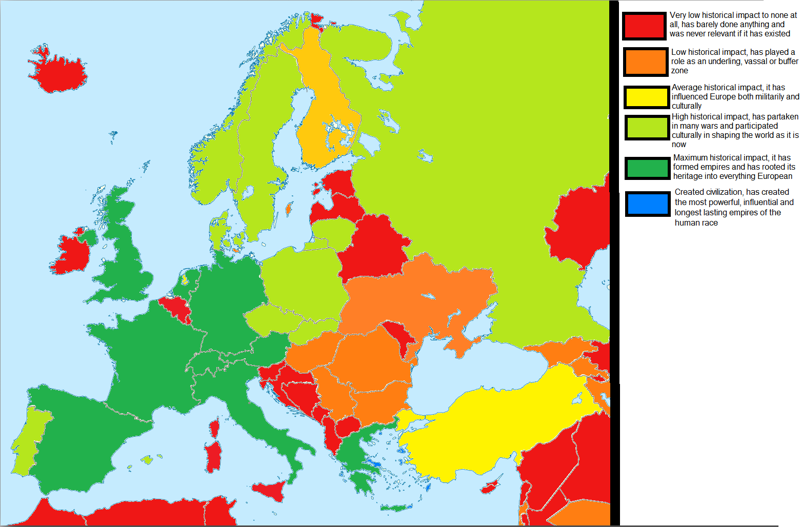 Very low historical impact to none at
all, has barely done anything and
was never relevant if it has existed
Low historical impact, has played a
role as an underling, vassal or buffer
zone
Average historical impact, it has
influenced Europe both militarily and
culturally
High historical impact, has partaken
in many wars and participated
culturally in shaping the world as it is
now
Maximum historical impact, it has
formed empires and has rooted its
heritage into everything European
Created civilization, has created
the most powerful, influential and
longest lasting empires of the
human race